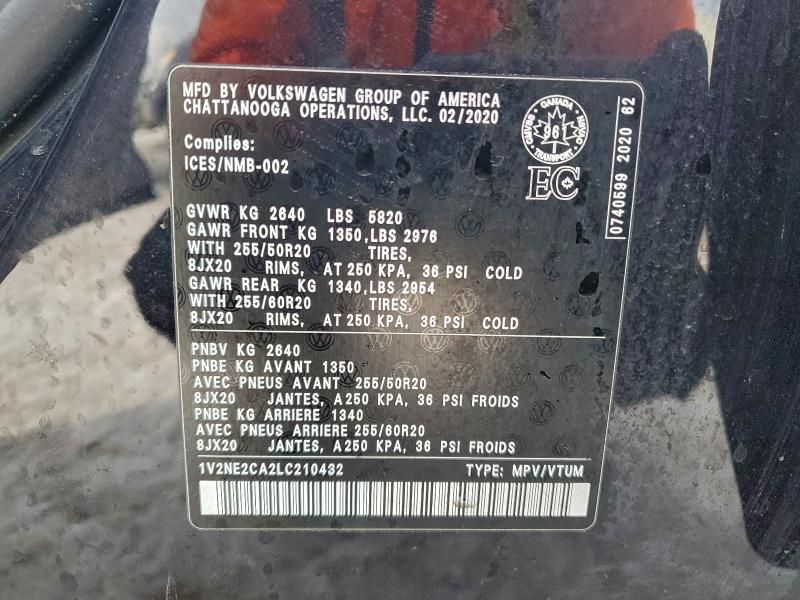 MFD BY VOLKSWAGEN GROUP OF AMERICA
CHATTANOOGA OPERATIONS, LLC. 02/2020
Complies:
ICES/NMB-002
CANADA
961
TRANSPORT
EC
0740599 2020 62
GVWR KG 2640 LBS 5820
GAWR FRONT KG 1350,LBS 2976
WITH 255/50R20 TIRES,
8JX20 RIMS, AT 250 KPA, 36 PSI COLD
GAWR REAR KG 1340,LBS 2954
WITH 255/60R20 TIRES,
8JX20 RIMS, AT 250 KPA, 36 PSI COLD
PNBV KG 2640
PNBE KG AVANT 1350
AVEC PNEUS AVANT 255/50R20
8JX20 JANTES, A 250 KPA, 36 PSI FROIDS
PNBE KG ARRIERE 1340
AVEC PNEUS ARRIERE 255/60R20
8JX20 JANTES, A 250 KPA, 36 PSI FROIDS
1V2NE2CA2LC210432 TYPE: MPV/VTUM